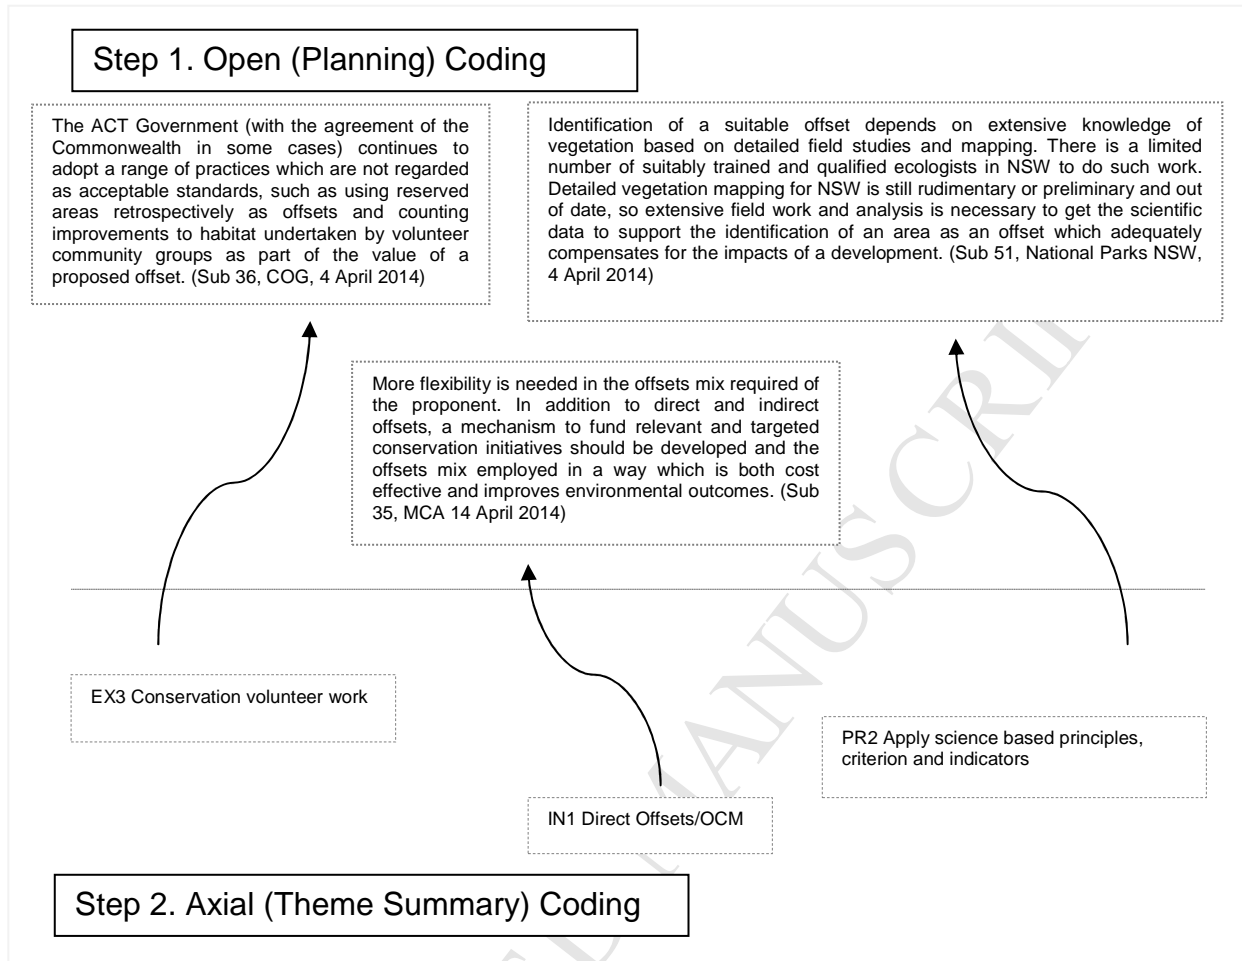 Step 1. Open (Planning) Coding
The ACT Government (with the agreement of the
Commonwealth in some cases) continues to
adopt a range of practices which are not regarded
as acceptable standards, such as using reserved
areas retrospectively as offsets and counting
improvements to habitat undertaken by volunteer
community groups as part of the value of a
proposed offset. (Sub 36, COG, 4 April 2014)
Identification of a suitable offset depends on extensive knowledge of
vegetation based on detailed field studies and mapping. There is a limited
number of suitably trained and qualified ecologists in NSW to do such work.
Detailed vegetation mapping for NSW is still rudimentary or preliminary and out
of date, so extensive field work and analysis is necessary to get the scientific
data to support the identification of an area as an offset which adequately
compensates for the impacts of a development. (Sub 51, National Parks NSW,
4 April 2014)
More flexibility is needed in the offsets mix required of
the proponent. In addition to direct and indirect
offsets, a mechanism to fund relevant and targeted
conservation initiatives should be developed and the
offsets mix employed in a way which is both cost
effective and improves environmental outcomes. (Sub
35, MCA 14 April 2014)
EX3 Conservation volunteer work
PR2 Apply science based principles,
criterion and indicators
IN1 Direct Offsets/OCM
Step 2. Axial (Theme Summary) Coding